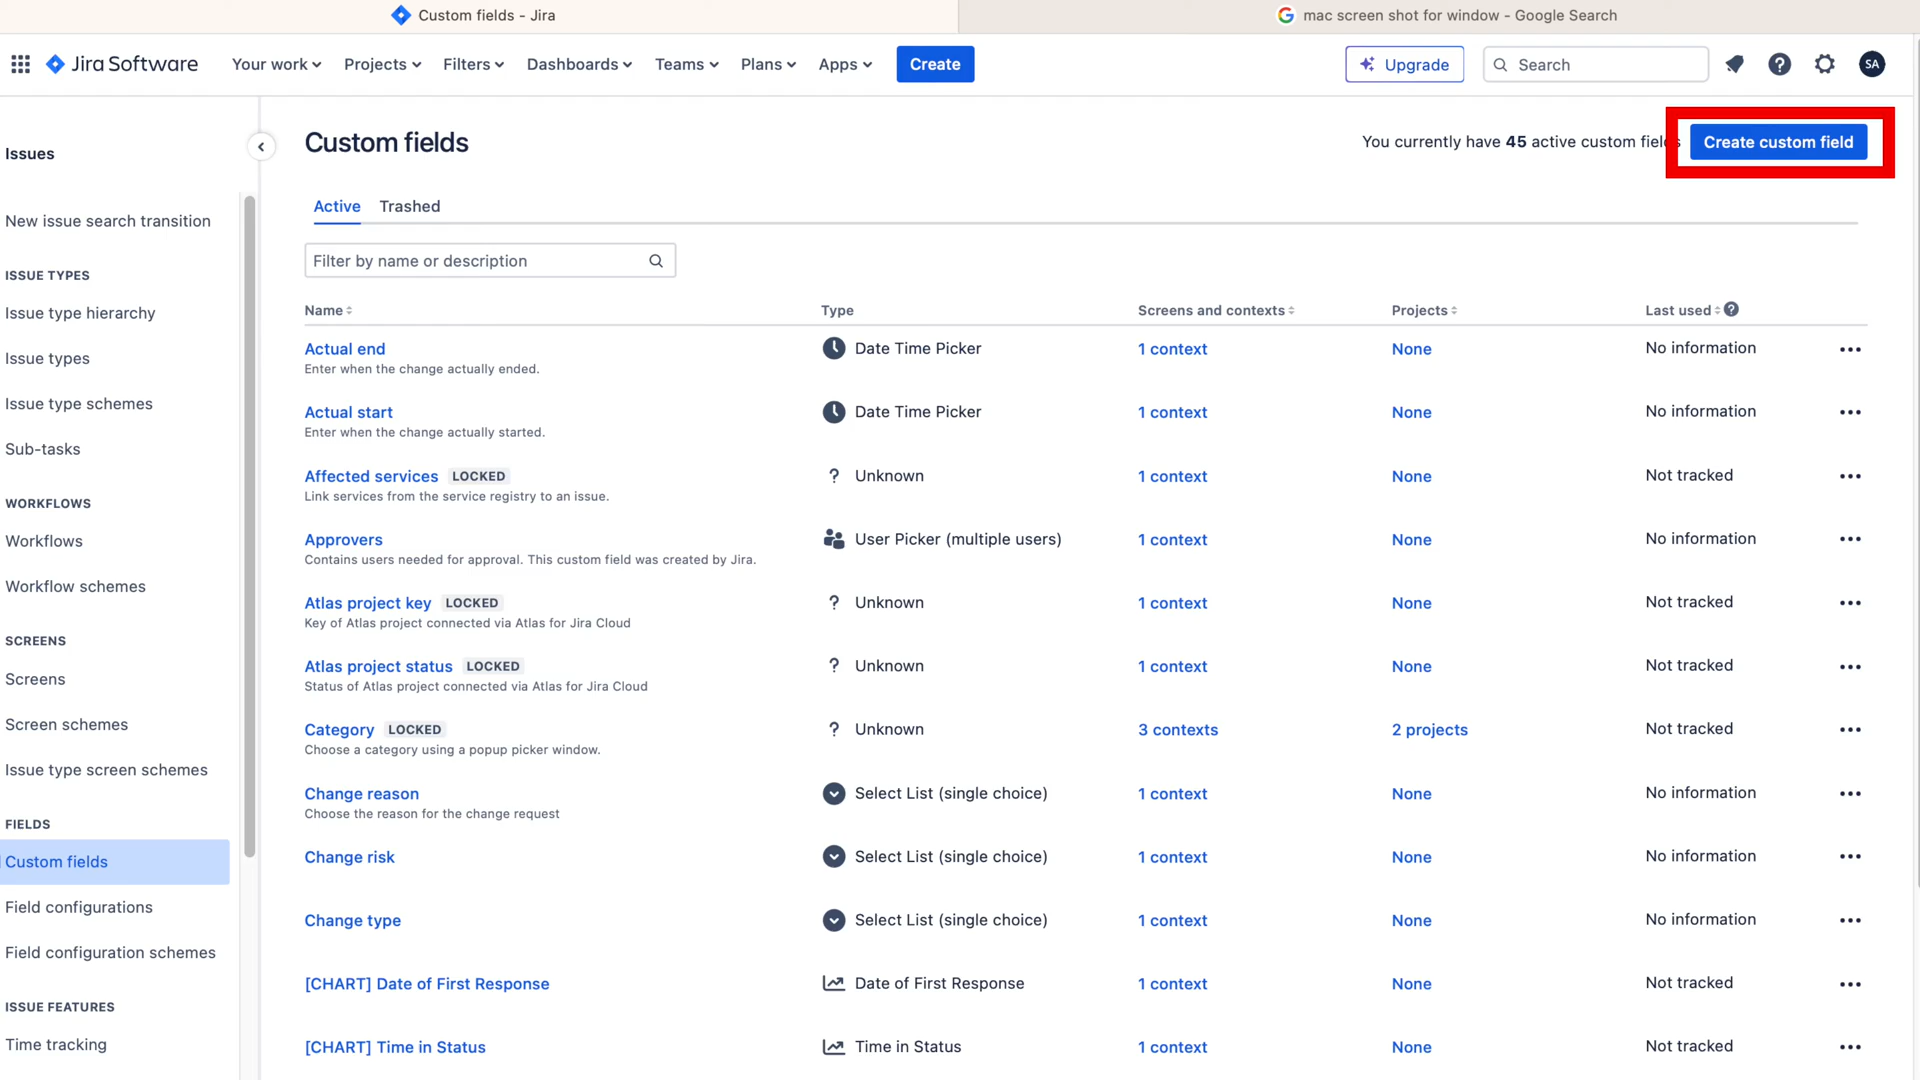 Custom fields - Jira
mac screen shot for window - Google Search
Jira Software
Your work
Projects
Filters
Dashboards
Teams
Plans
Apps
Create
Upgrade
Search
SA
Issues
New issue search transition
ISSUE TYPES
Issue type hierarchy
Issue types
Issue type schemes
Sub-tasks
WORKFLOWS
Workflows
Workflow schemes
SCREENS
Screens
Screen schemes
Issue type screen schemes
FIELDS
Custom fields
Field configurations
Field configuration schemes
ISSUE FEATURES
Time tracking
Custom fields
You currently have 45 active custom fields
Create custom field
Active Trashed
Filter by name or description
Name Type Screens and contexts Projects Last used
Actual end Date Time Picker 1 context None No information
Enter when the change actually ended.
Actual start Date Time Picker 1 context None No information
Enter when the change actually started.
Affected services LOCKED ? Unknown 1 context None Not tracked
Link services from the service registry to an issue.
Approvers User Picker (multiple users) 1 context None No information
Contains users needed for approval. This custom field was created by Jira.
Atlas project key LOCKED ? Unknown 1 context None Not tracked
Key of Atlas project connected via Atlas for Jira Cloud
Atlas project status LOCKED ? Unknown 1 context None Not tracked
Status of Atlas project connected via Atlas for Jira Cloud
Category LOCKED ? Unknown 3 contexts 2 projects Not tracked
Choose a category using a popup picker window.
Change reason Select List (single choice) 1 context None No information
Choose the reason for the change request
Change risk Select List (single choice) 1 context None No information
Change type Select List (single choice) 1 context None No information
[CHART] Date of First Response Date of First Response 1 context None Not tracked
[CHART] Time in Status Time in Status 1 context None Not tracked